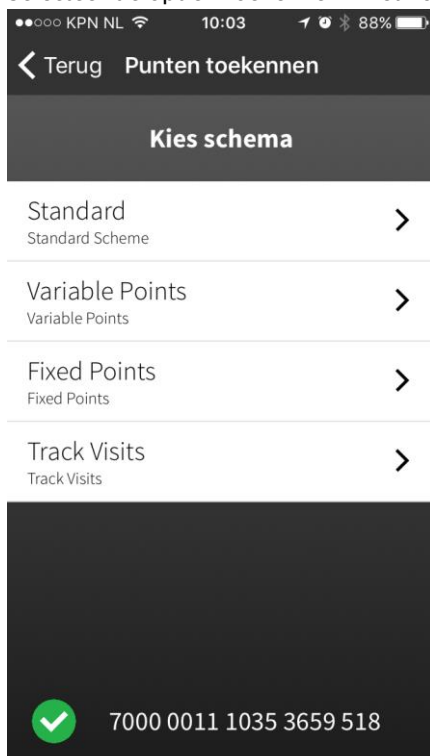 KPN NL 10:03 88%
Terug Punten toekennen
Kies schema
Standard
Standard Scheme
Variable Points
Variable Points
Fixed Points
Fixed Points
Track Visits
Track Visits
7000 0011 1035 3659 518